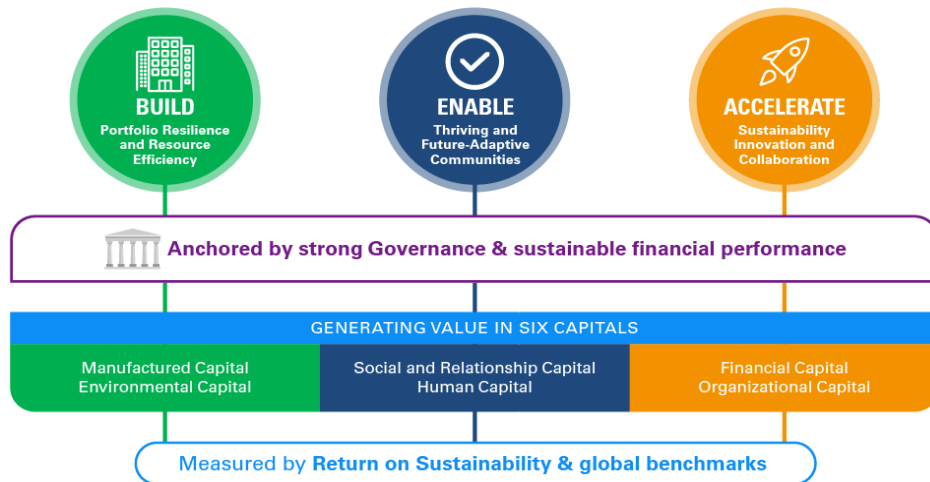 BUILD
Portfolio Resilience
and Resource
Efficiency
ENABLE
Thriving and
Future-Adaptive
Communities
ACCELERATE
Sustainability
Innovation and
Collaboration
Anchored by strong Governance & sustainable financial performance
GENERATING VALUE IN SIX CAPITALS
Manufactured Capital
Environmental Capital
Social and Relationship Capital
Human Capital
Financial Capital
Organizational Capital
Measured by Return on Sustainability & global benchmarks